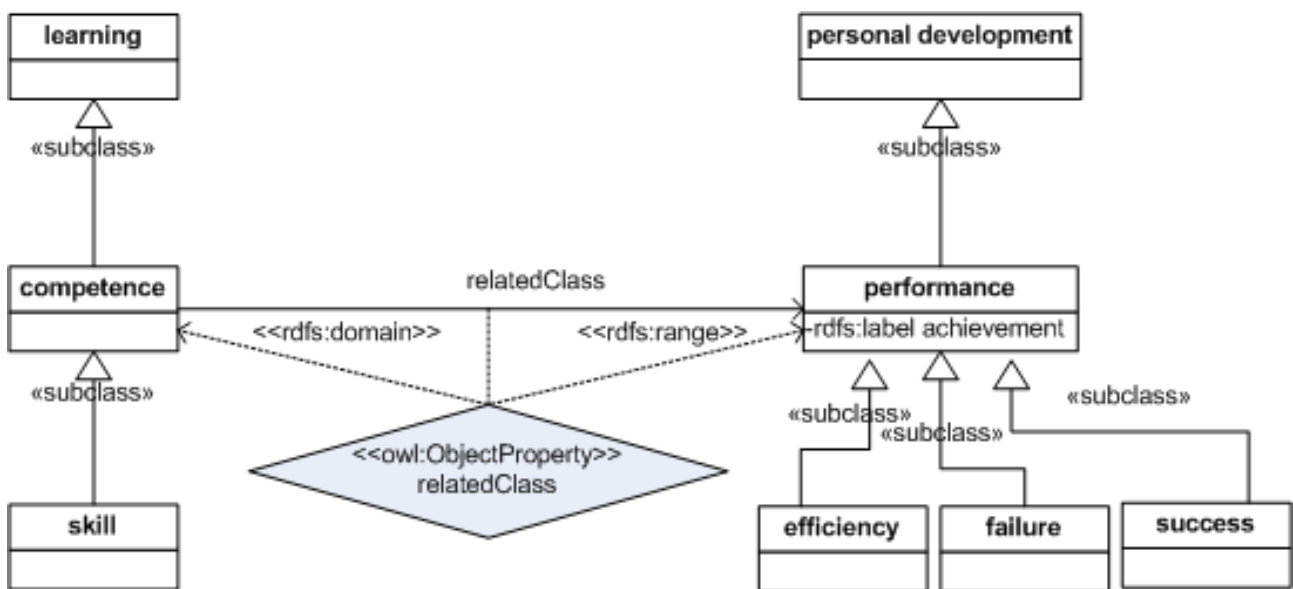 learning
personal development
«subclass»
«subclass»
competence
relatedClass
performance
<<rdfs:domain>>
<<rdfs:range>>
-rdfs:label achievement
«subclass»
«subclass»
«subclass»
«subclass»
<<owl:ObjectProperty>>
relatedClass
skill
efficiency
failure
success